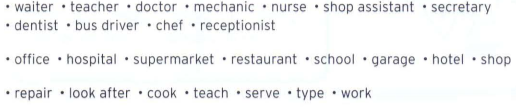 • waiter • teacher • doctor • mechanic • nurse • shop assistant • secretary
• dentist • bus driver • chef • receptionist
• office • hospital • supermarket • restaurant • school • garage • hotel • shop
• repair • look after • cook • teach • serve • type • work